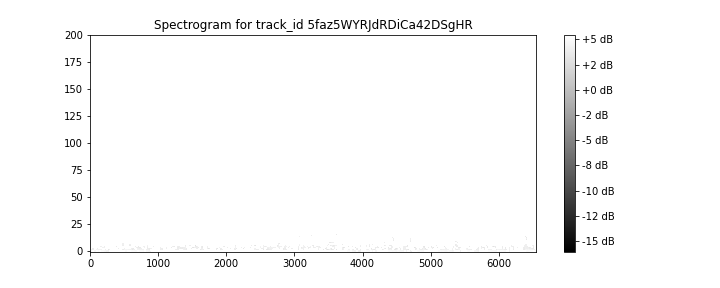 Spectrogram for track_id 5faz5WYRJdRDiCa42DSgHR
200
175
150
125
100
75
50
25
0
0 1000 2000 3000 4000 5000 6000
+5 dB
+2 dB
+0 dB
-2 dB
-5 dB
-8 dB
-10 dB
-12 dB
-15 dB